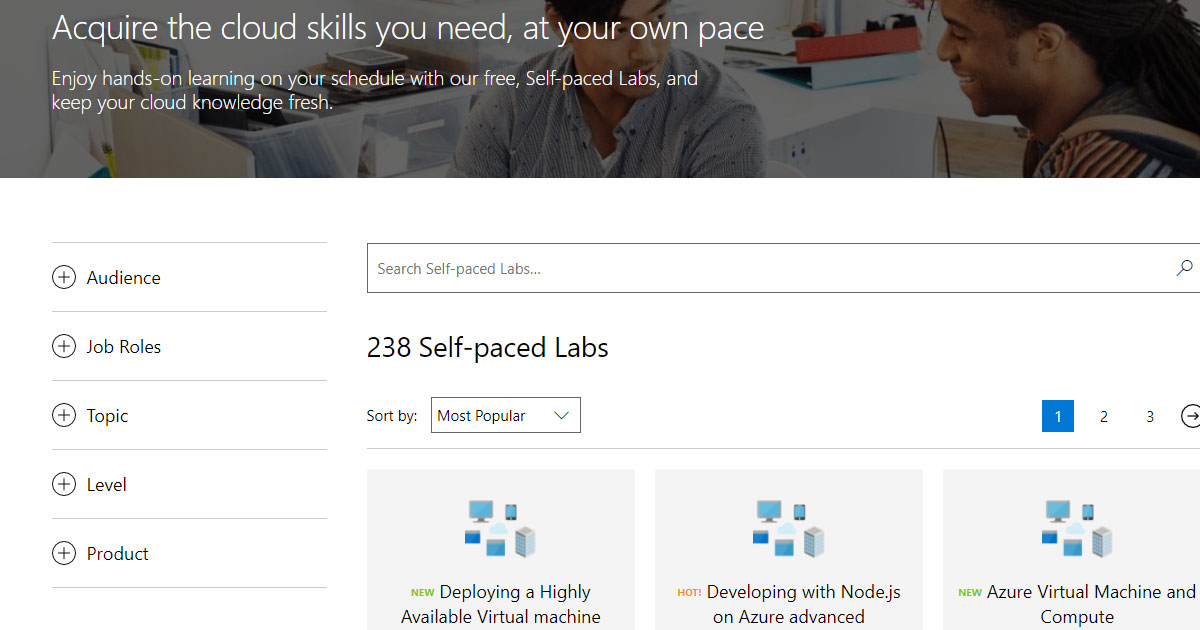 Acquire the cloud skills you need, at your own pace
Enjoy hands-on learning on your schedule with our free, Self-paced Labs, and
keep your cloud knowledge fresh.
Audience
Job Roles
Topic
Level
Product
Search Self-paced Labs...
238 Self-paced Labs
Sort by: Most Popular
1 2 3
NEW Deploying a Highly
Available Virtual machine
HOT! Developing with Node.js
on Azure advanced
NEW Azure Virtual Machine and
Compute